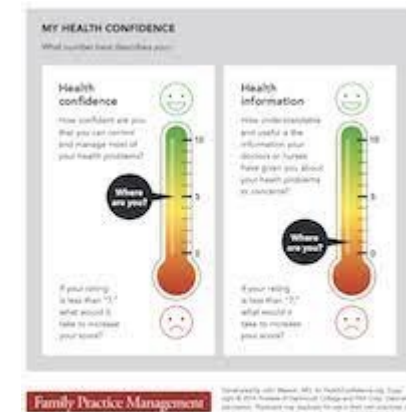 MY HEALTH CONFIDENCE
What number best describes you?
Health
confidence
How confident are you
that you can control
and manage most of
your health problems?
10
5
0
Where
are you?
If your rating
is less than "7,"
what would it
take to increase
your score?
Health
information
How understandable
and useful is the
information your
doctors or nurses
have given you about
your health problems
or concerns?
10
5
0
Where
are you?
If your rating
is less than "7,"
what would it
take to increase
your score?
Family Practice Management